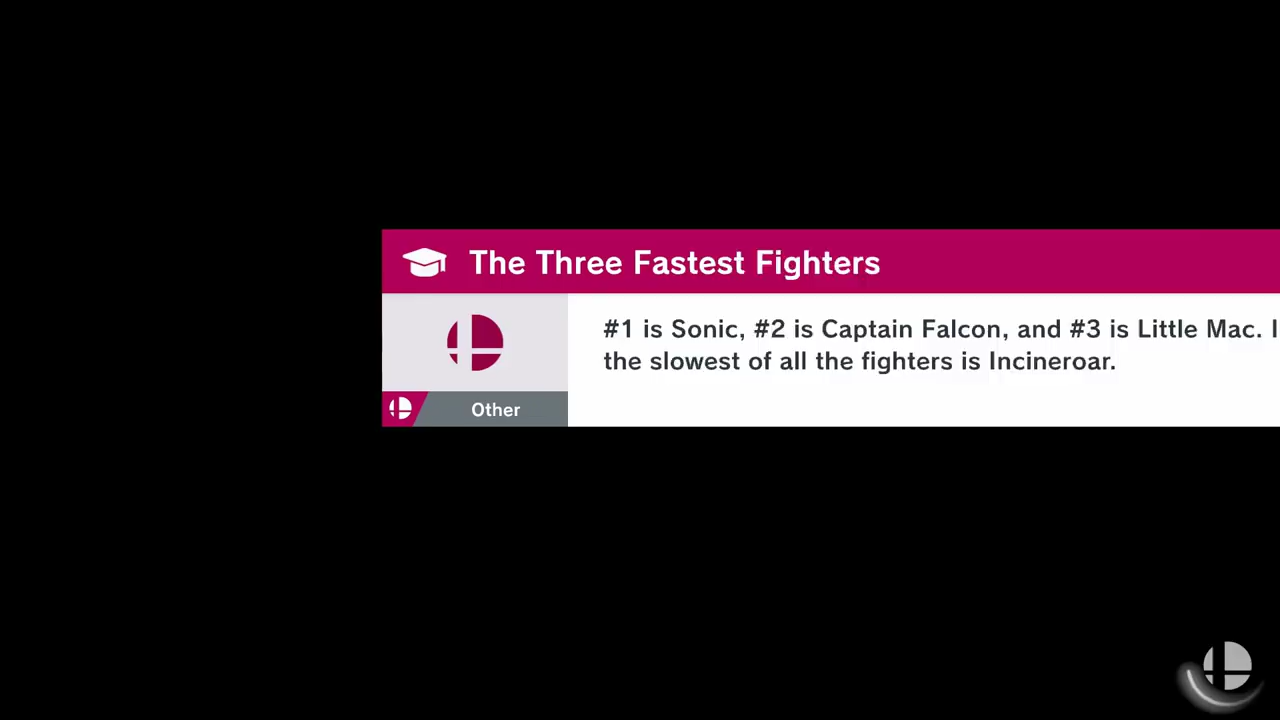 The Three Fastest Fighters
#1 is Sonic, #2 is Captain Falcon, and #3 is Little Mac. I
the slowest of all the fighters is Incineroar.
Other